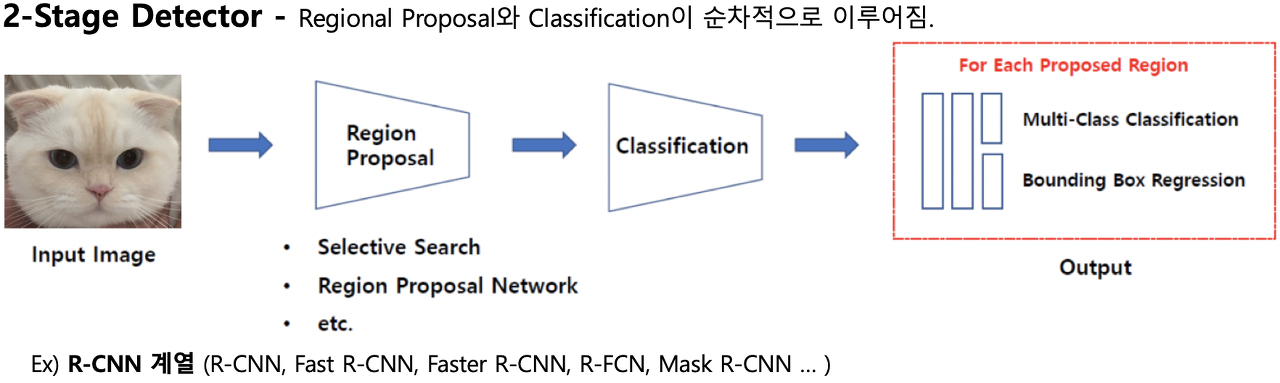 2-Stage Detector - Regional Proposal와 Classification이 순차적으로 이루어짐.
Input Image
Region
Proposal
• Selective Search
• Region Proposal Network
• etc.
Classification
For Each Proposed Region
Multi-Class Classification
Bounding Box Regression
Output
Ex) R-CNN 계열 (R-CNN, Fast R-CNN, Faster R-CNN, R-FCN, Mask R-CNN ... )